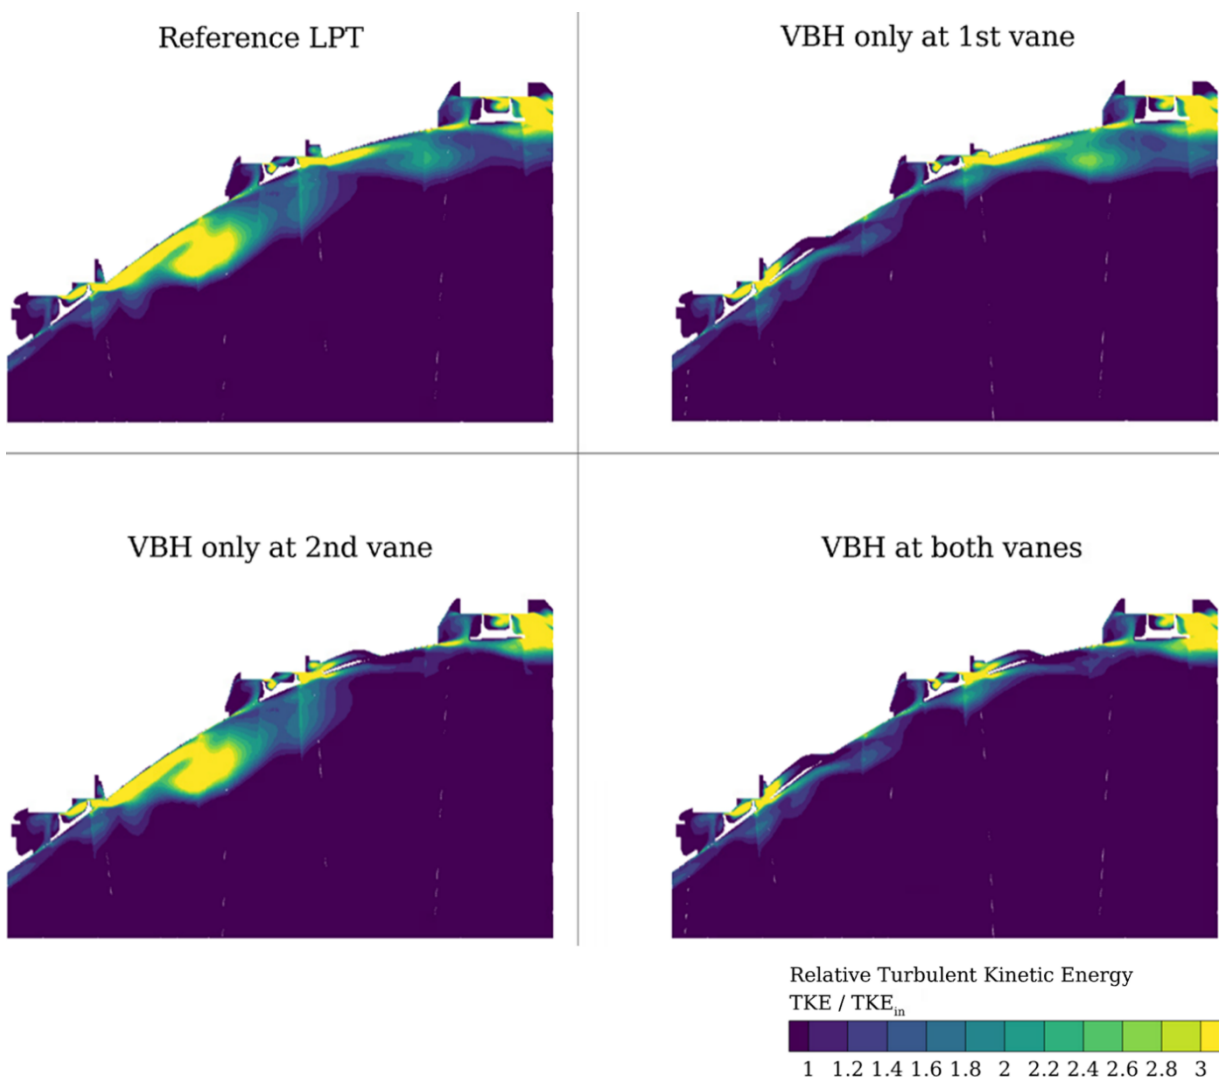 Reference LPT
VBH only at 1st vane
VBH only at 2nd vane
VBH at both vanes
Relative Turbulent Kinetic Energy
TKE / TKEin
1 1.2 1.4 1.6 1.8 2 2.2 2.4 2.6 2.8 3